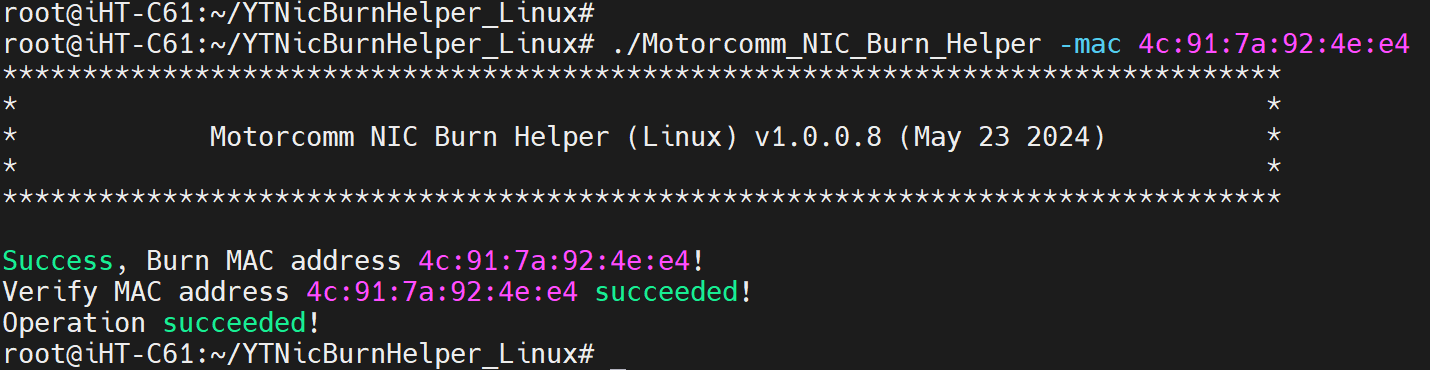 root@iHT-C61:~/YTNicBurnHelper_Linux#
root@iHT-C61:~/YTNicBurnHelper_Linux# ./Motorcomm_NIC_Burn_Helper -mac 4c:91:7a:92:4e:e4
********************************************************************************
*                                                                              *
*            Motorcomm NIC Burn Helper (Linux) v1.0.0.8 (May 23 2024)          *
*                                                                              *
********************************************************************************
Success, Burn MAC address 4c:91:7a:92:4e:e4!
Verify MAC address 4c:91:7a:92:4e:e4 succeeded!
Operation succeeded!
root@iHT-C61:~/YTNicBurnHelper_Linux# _